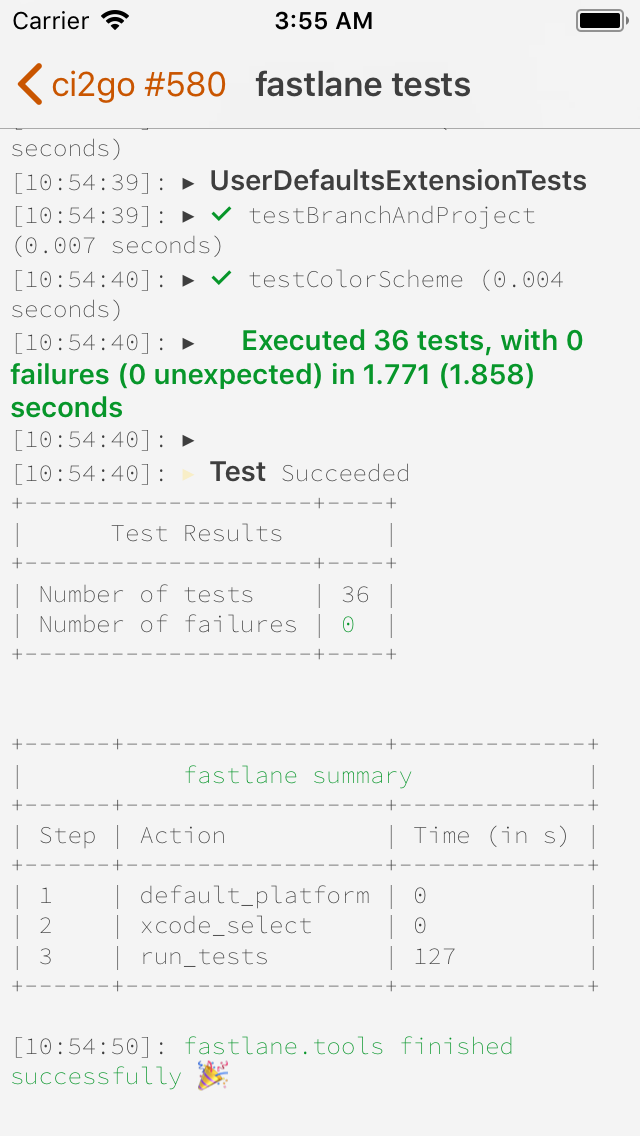 Carrier 3:55 AM
ci2go #580 fastlane tests
seconds)
[10:54:39]: ▸ UserDefaultsExtensionTests
[10:54:39]: ▸ ✓ testBranchAndProject
(0.007 seconds)
[10:54:40]: ▸ ✓ testColorScheme (0.004
seconds)
[10:54:40]: ▸ Executed 36 tests, with 0
failures (0 unexpected) in 1.771 (1.858)
seconds
[10:54:40]: ▸
[10:54:40]: ▸ Test Succeeded
+--------------------+----+
|      Test Results       |
+--------------------+----+
| Number of tests    | 36 |
| Number of failures | 0  |
+--------------------+----+
+------+------------------+-------------+
|           fastlane summary            |
+------+------------------+-------------+
| Step | Action           | Time (in s) |
+------+------------------+-------------+
| 1    | default_platform | 0           |
| 2    | xcode_select     | 0           |
| 3    | run_tests        | 127         |
+------+------------------+-------------+
[10:54:50]: fastlane.tools finished
successfully 🎉